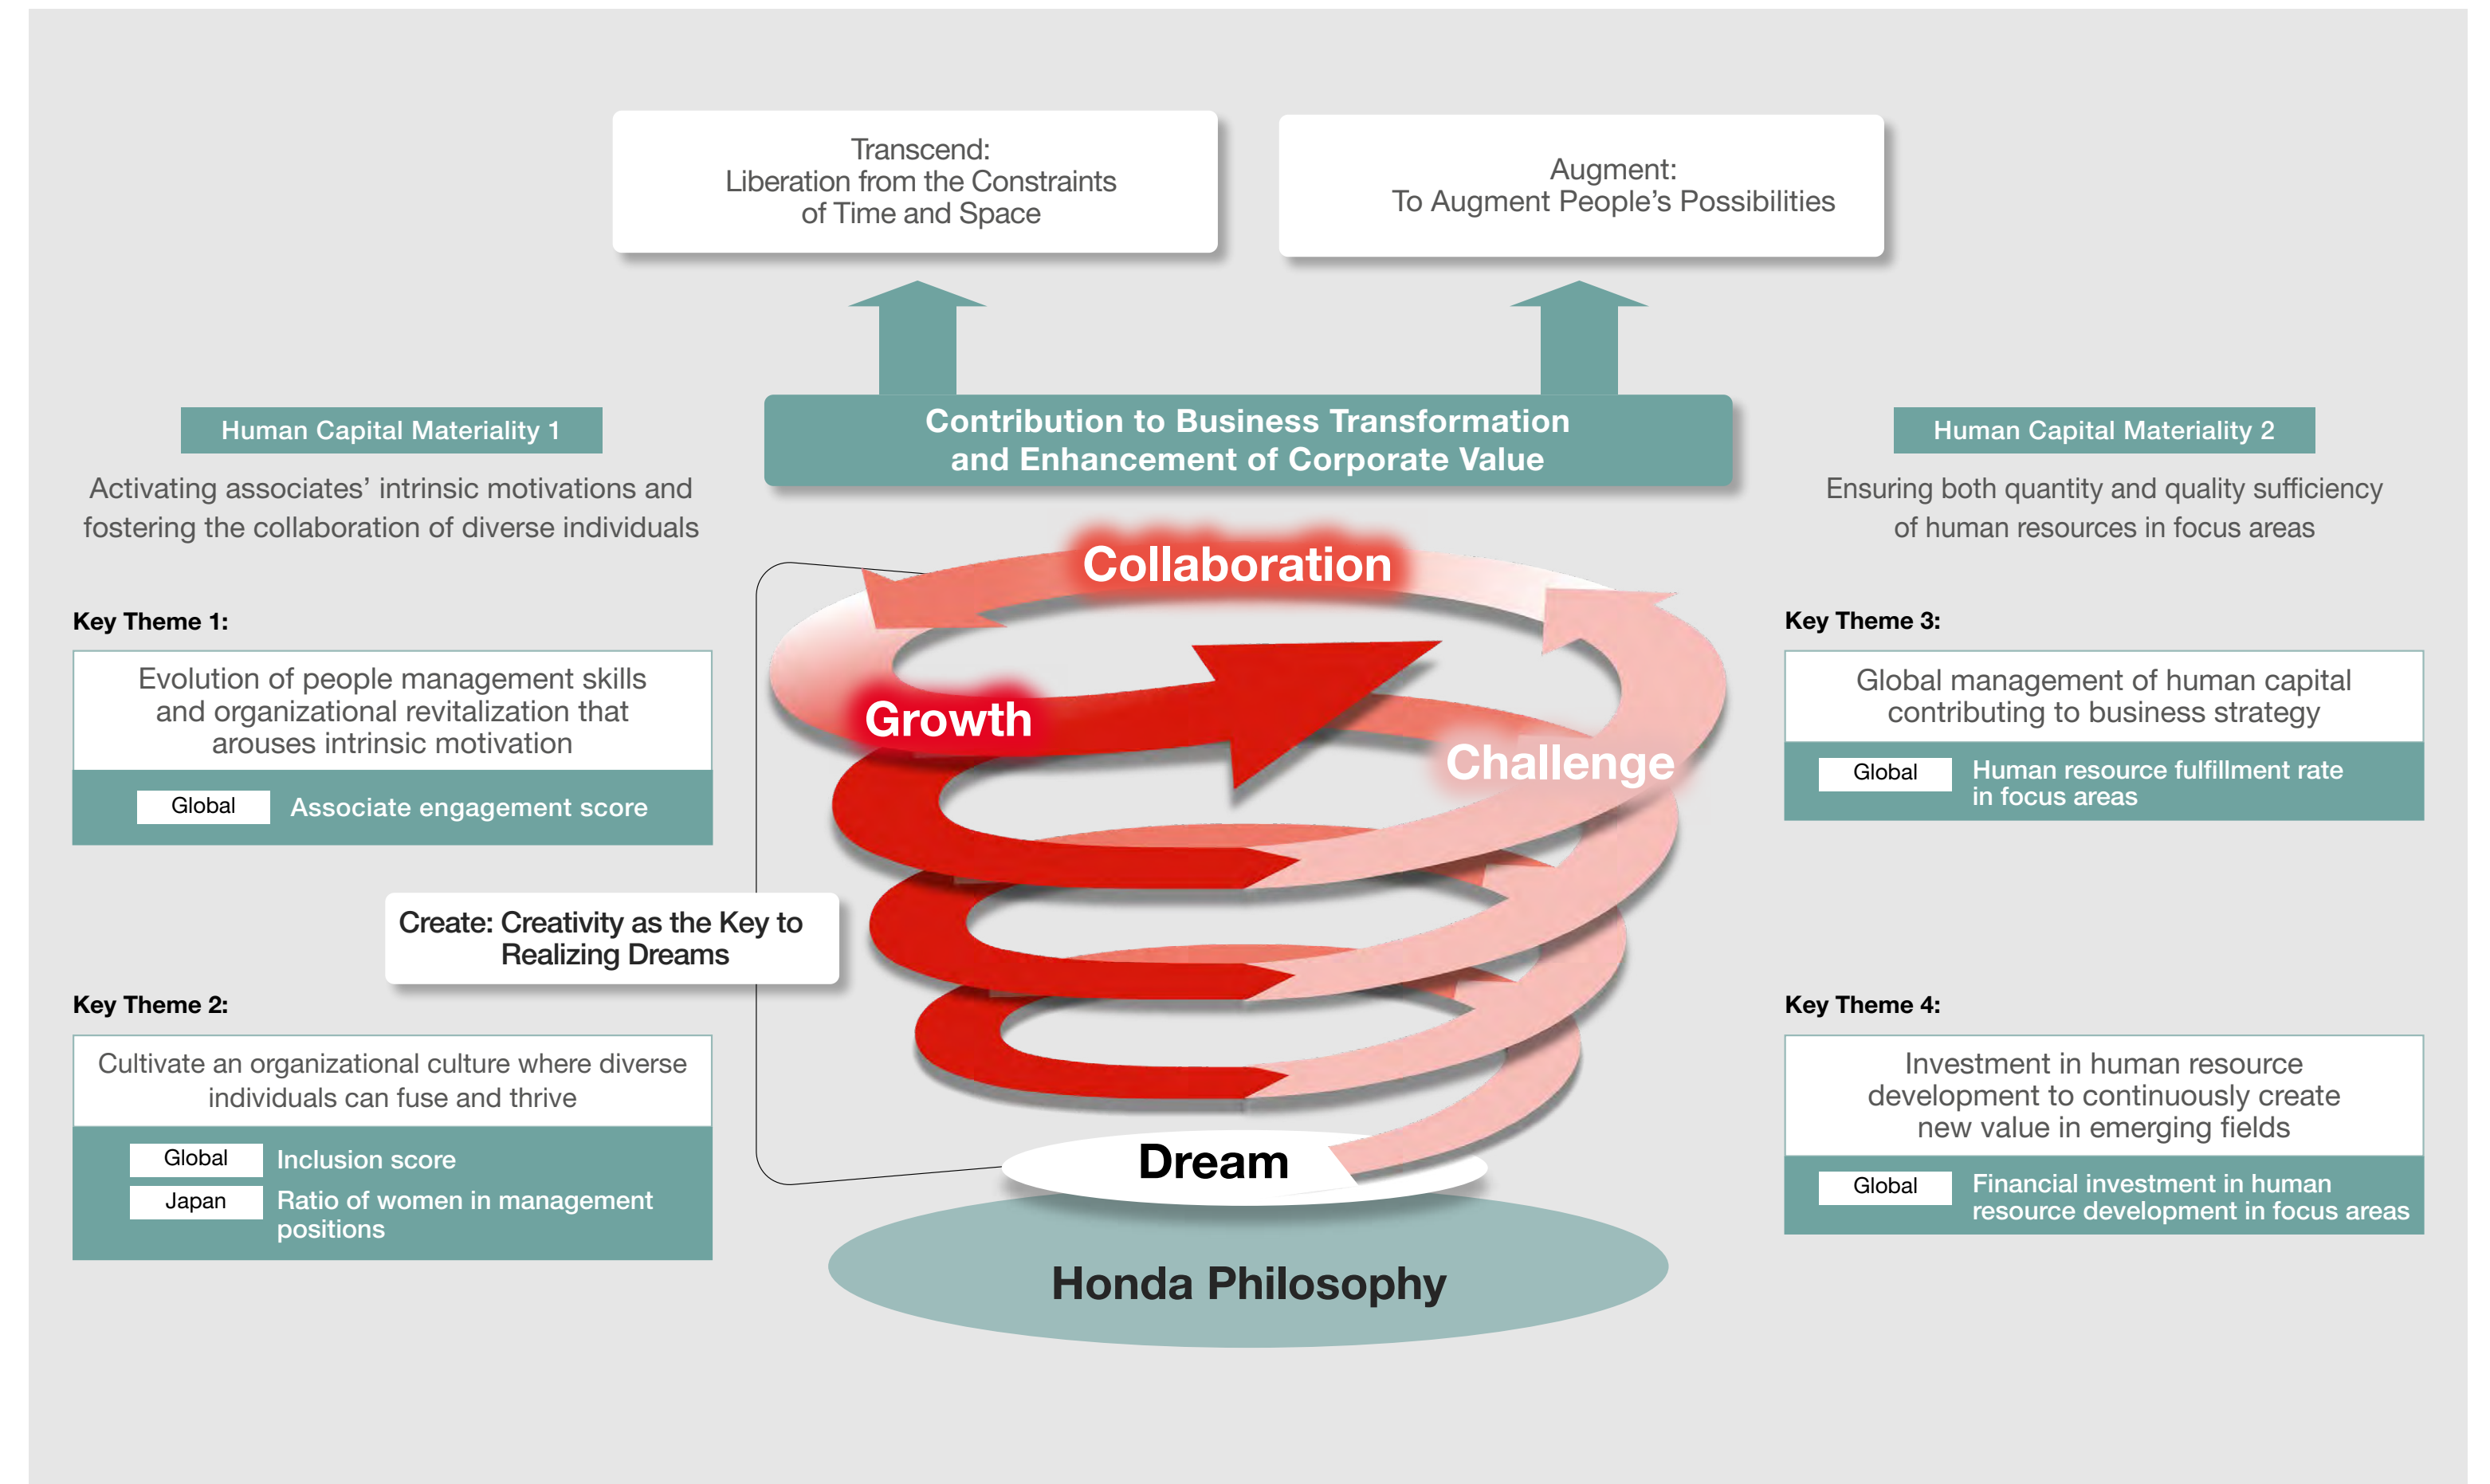 Transcend:
Liberation from the Constraints
of Time and Space
Augment:
To Augment People’s Possibilities
Contribution to Business Transformation
and Enhancement of Corporate Value
Human Capital Materiality 1
Activating associates’ intrinsic motivations and
fostering the collaboration of diverse individuals
Key Theme 1:
Evolution of people management skills
and organizational revitalization that
arouses intrinsic motivation
Global
Associate engagement score
Create: Creativity as the Key to
Realizing Dreams
Key Theme 2:
Cultivate an organizational culture where diverse
individuals can fuse and thrive
Global
Inclusion score
Japan
Ratio of women in management
positions
Collaboration
Growth
Challenge
Dream
Honda Philosophy
Human Capital Materiality 2
Ensuring both quantity and quality sufficiency
of human resources in focus areas
Key Theme 3:
Global management of human capital
contributing to business strategy
Global
Human resource fulfillment rate
in focus areas
Key Theme 4:
Investment in human resource
development to continuously create
new value in emerging fields
Global
Financial investment in human
resource development in focus areas